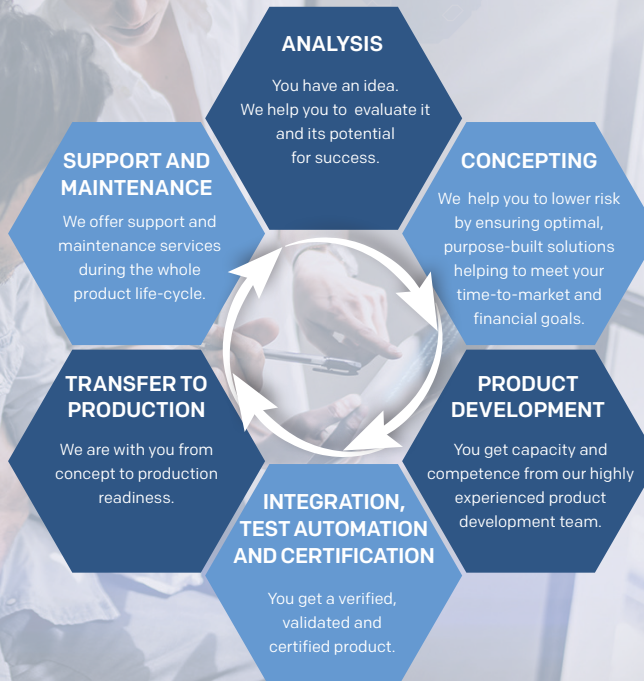 ANALYSIS
You have an idea.
We help you to evaluate it
and its potential
for success.
CONCEPTING
We help you to lower risk
by ensuring optimal,
purpose-built solutions
helping to meet your
time-to-market and
financial goals.
PRODUCT
DEVELOPMENT
You get capacity and
competence from our highly
experienced product
development team.
INTEGRATION,
TEST AUTOMATION
AND CERTIFICATION
You get a verified,
validated and
certified product.
TRANSFER TO
PRODUCTION
We are with you from
concept to production
readiness.
SUPPORT AND
MAINTENANCE
We offer support and
maintenance services
during the whole
product life-cycle.